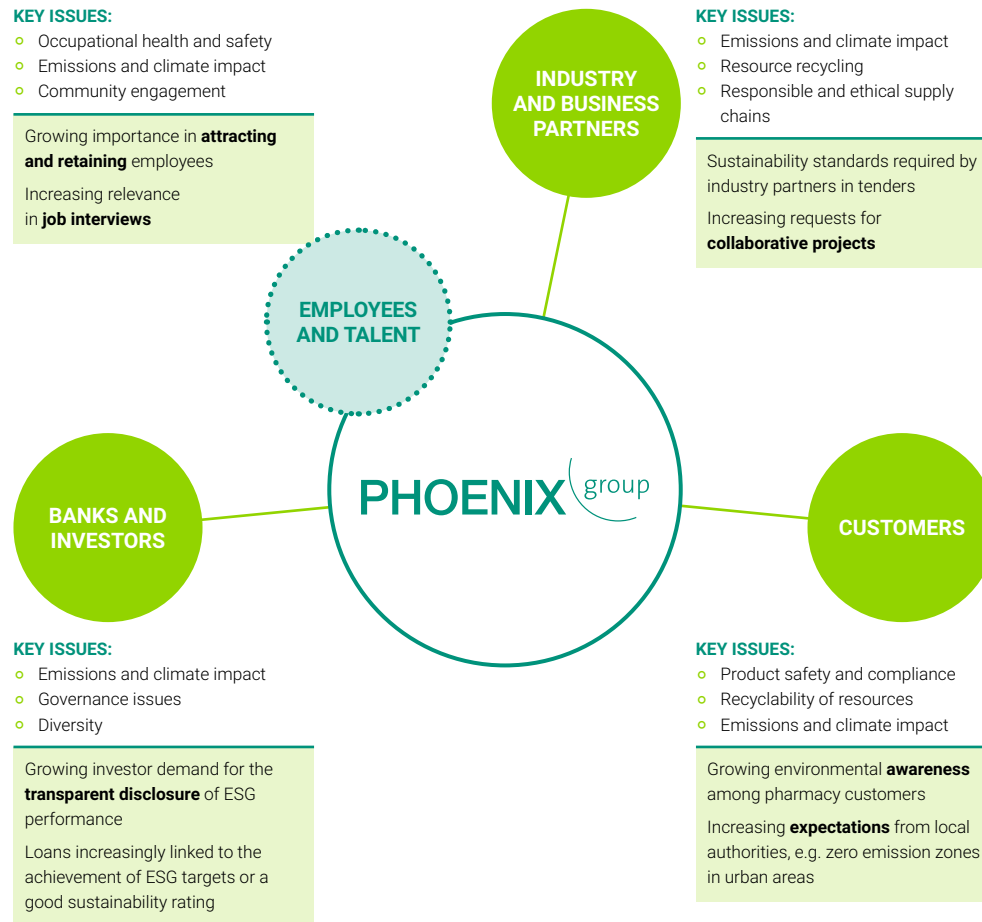 KEY ISSUES:
Occupational health and safety
Emissions and climate impact
Community engagement
Growing importance in attracting
and retaining employees
Increasing relevance
in job interviews
INDUSTRY
AND BUSINESS
PARTNERS
KEY ISSUES:
Emissions and climate impact
Resource recycling
Responsible and ethical supply
chains
Sustainability standards required by
industry partners in tenders
Increasing requests for
collaborative projects
EMPLOYEES
AND TALENT
PHOENIX group
BANKS AND
INVESTORS
CUSTOMERS
KEY ISSUES:
Emissions and climate impact
Governance issues
Diversity
Growing investor demand for the
transparent disclosure of ESG
performance
Loans increasingly linked to the
achievement of ESG targets or a
good sustainability rating
KEY ISSUES:
Product safety and compliance
Recyclability of resources
Emissions and climate impact
Growing environmental awareness
among pharmacy customers
Increasing expectations from local
authorities, e.g. zero emission zones
in urban areas